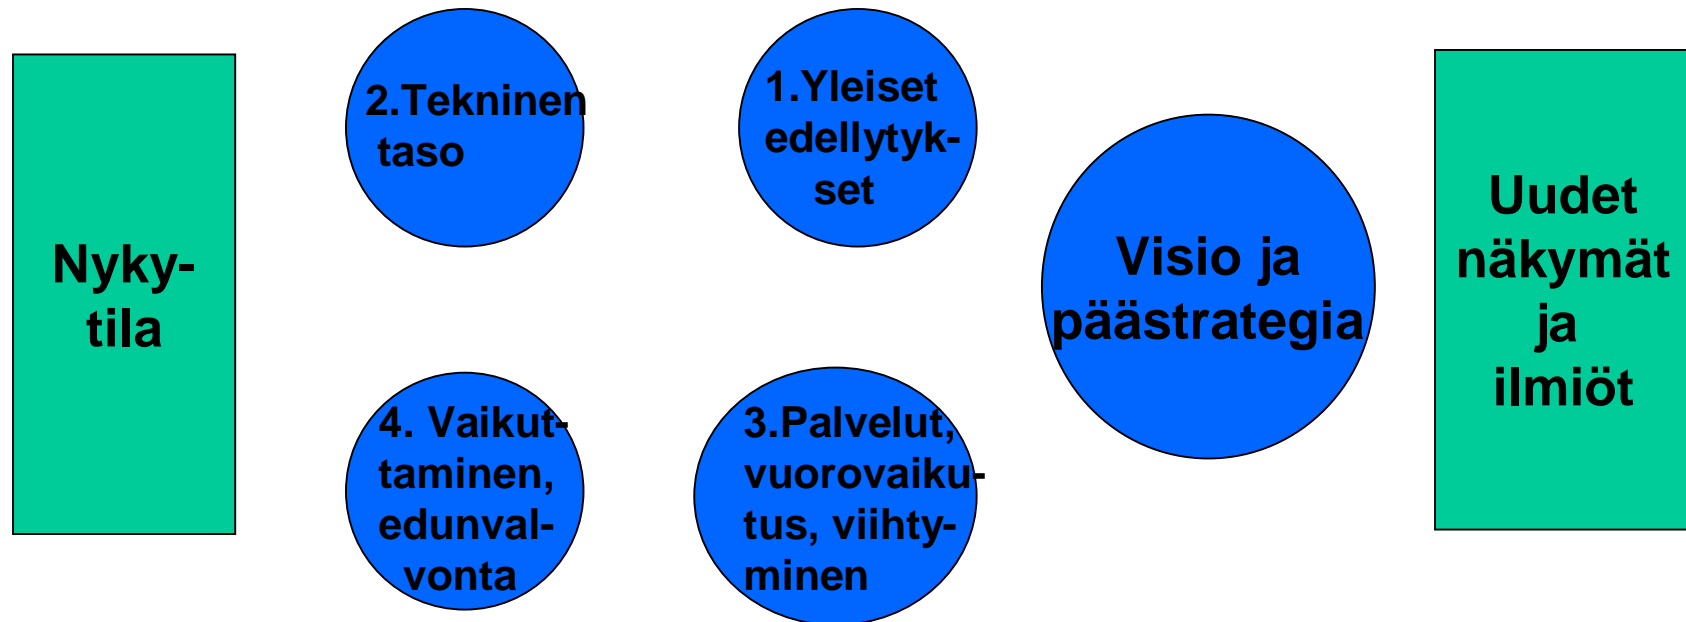 Nyky-
tila
2.Tekninen
taso
1.Yleiset
edellytyk-
set
4. Vaikut-
taminen,
edunval-
vonta
3.Palvelut,
vuorovaiku-
tus, viihty-
minen
Visio ja
päästrategia
Uudet
näkymät
ja
ilmiöt